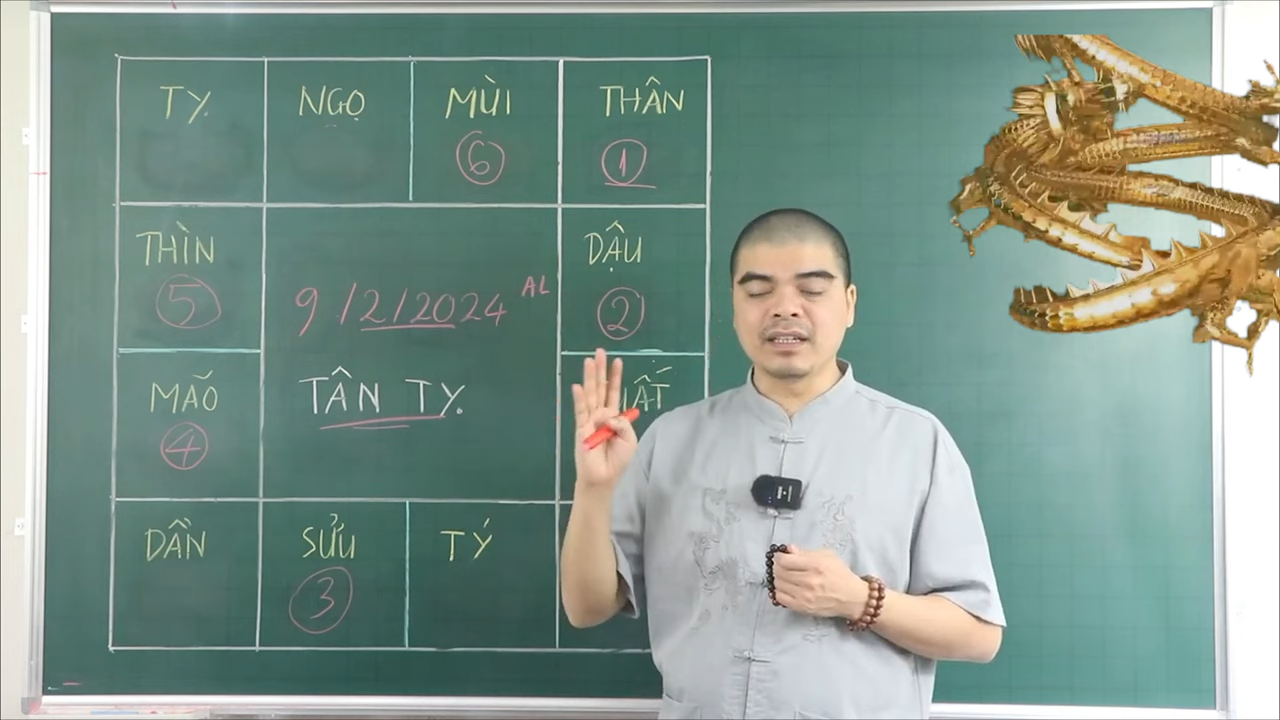 TỴ
NGỌ
MÙI
6
THÂN
1
THÌN
5
DẬU
2
9/2/2024 AL
TÂN TỴ
MÃO
4
DẦN
SỬU
3
TÝ